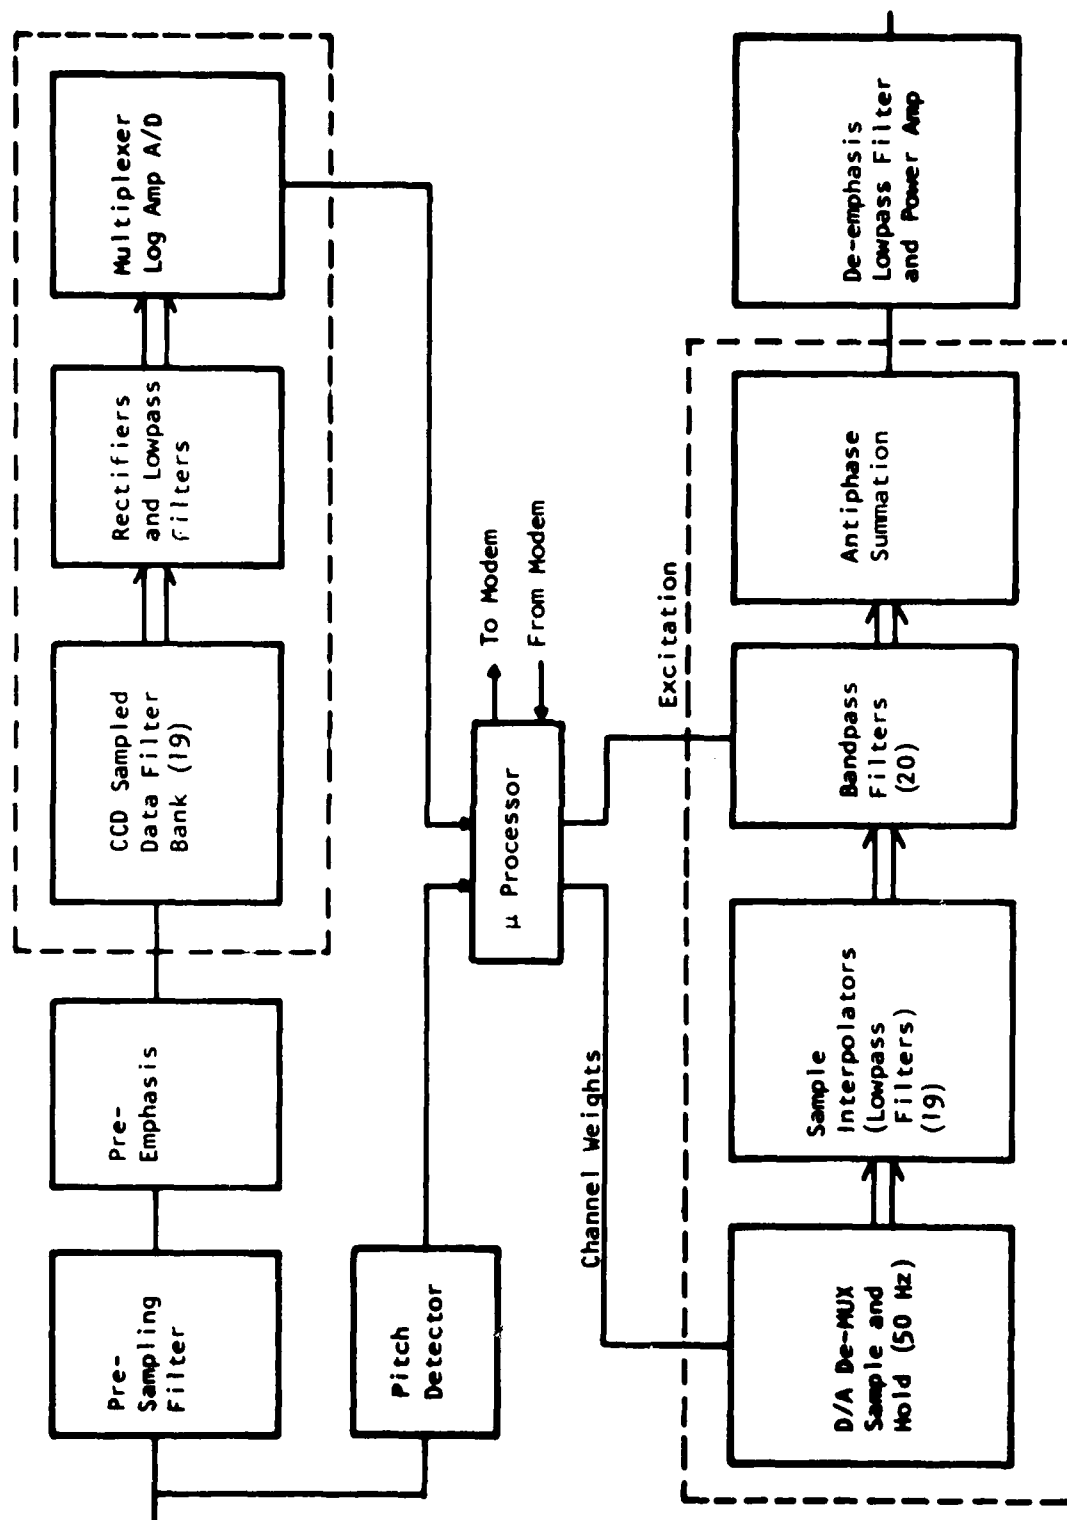 Pre-
Sampling
Filter
Pre-
Emphasis
CCD Sampled
Data Filter
Bank (19)
Rectifiers
and Lowpass
Filters
Multiplexer
Log Amp A/D
Pitch
Detector
μ Processor
To Modem
From Modem
Channel Weights
Excitation
D/A De-MUX
Sample and
Hold (50 Hz)
Sample
Interpolators
(Lowpass
Filters)
(19)
Bandpass
Filters
(20)
Antiphase
Summation
De-emphasis
Lowpass Filter
and Power Amp